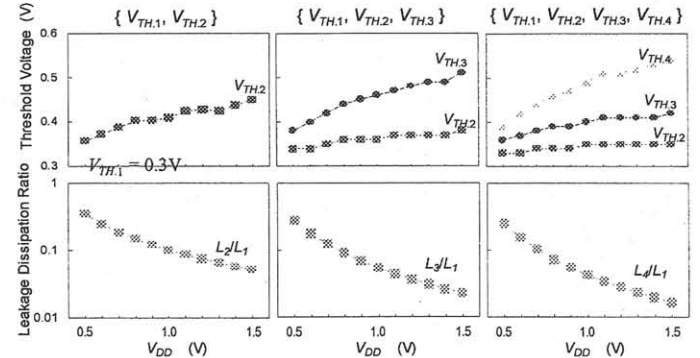 { VTH.1, VTH.2 }
{ VTH.1, VTH.2, VTH.3 }
{ VTH.1, VTH.2, VTH.3, VTH.4 }
Threshold Voltage (V)
0.6
0.5
0.4
0.3
VTH.2
VTH.1 = 0.3V
VTH.3
VTH.2
VTH.4
VTH.3
VTH.2
Leakage Dissipation Ratio
1
0.1
0.01
L2/L1
L3/L1
L4/L1
0.5 1.0 1.5
0.5 1.0 1.5
0.5 1.0 1.5
VDD (V)
VDD (V)
VDD (V)